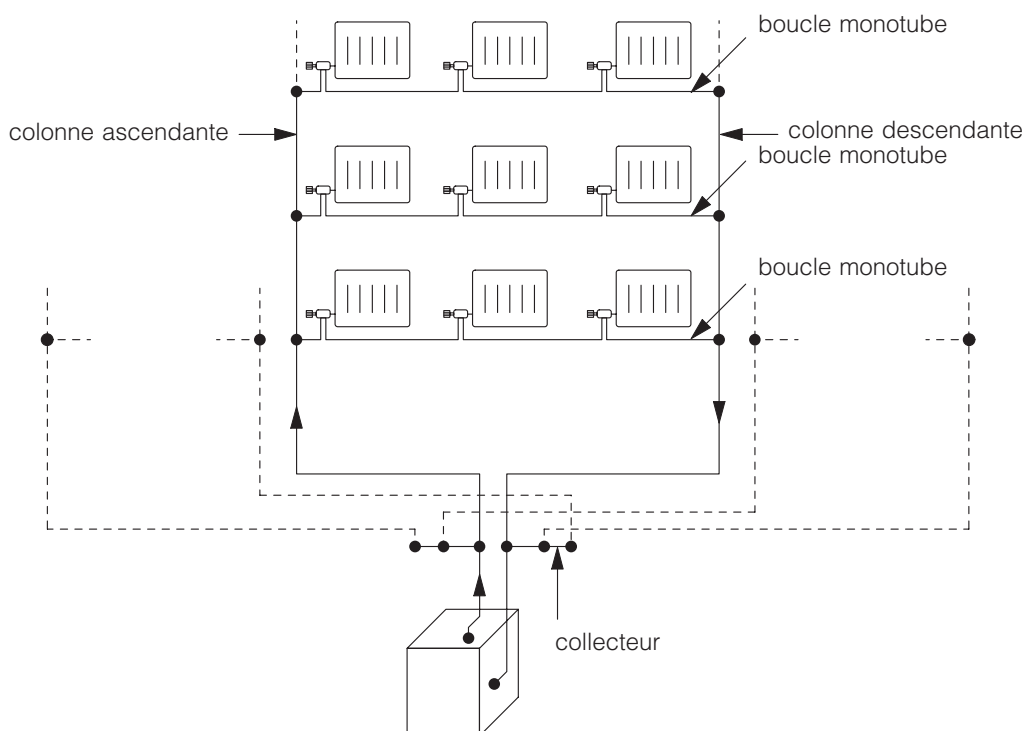 boucle monotube
colonne ascendante
colonne descendante
boucle monotube
boucle monotube
collecteur